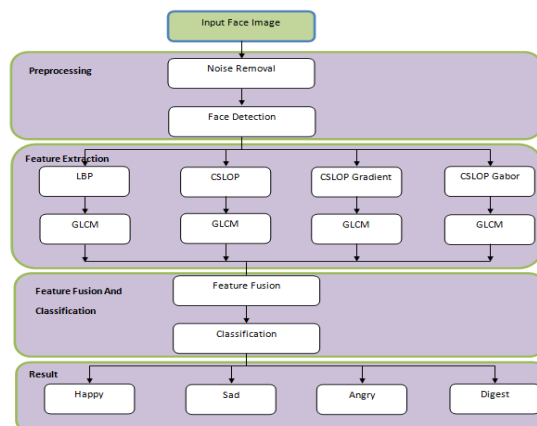 Input Face Image
Preprocessing
Noise Removal
Face Detection
Feature Extraction
LBP
CSLOP
CSLOP Gradient
CSLOP Gabor
GLCM
GLCM
GLCM
GLCM
Feature Fusion And
Classification
Feature Fusion
Classification
Result
Happy
Sad
Angry
Digest